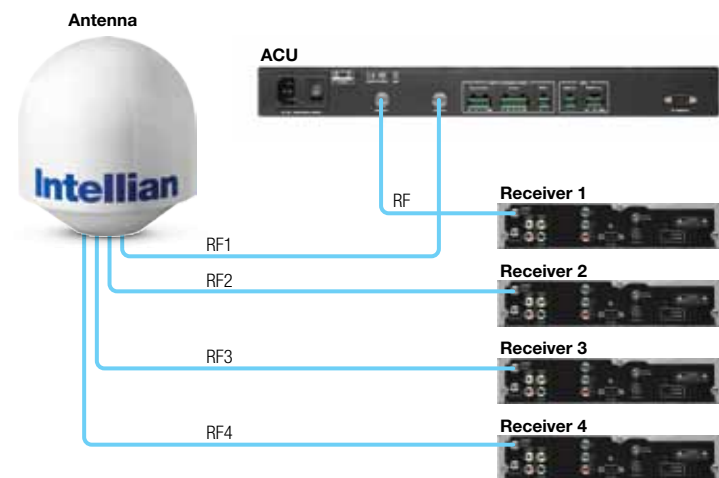 Antenna
ACU
Intellian
RF
Receiver 1
RF1
Receiver 2
RF2
Receiver 3
RF3
Receiver 4
RF4